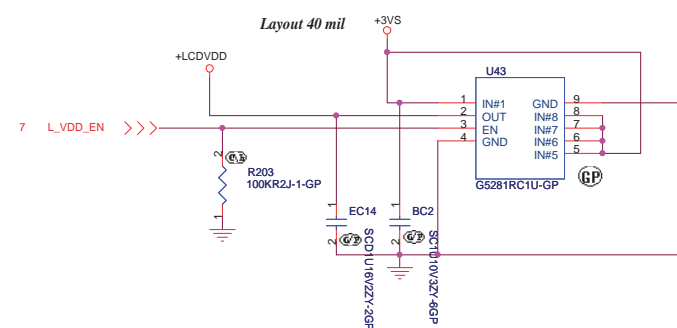 Layout 40 mil
+3VS
+LCDVDD
U43
1 IN#1 GND 9
2 OUT IN#8 8
3 EN IN#7 7
4 GND IN#6 6
IN#5 5
7 L_VDD_EN
G5281RC1U-GP
GP
2
R203
100KR2J-1-GP
1
1 EC14
2
SCD1U16V2ZY-2GP
1 BC2
2
SC1U10V3ZY-6GP